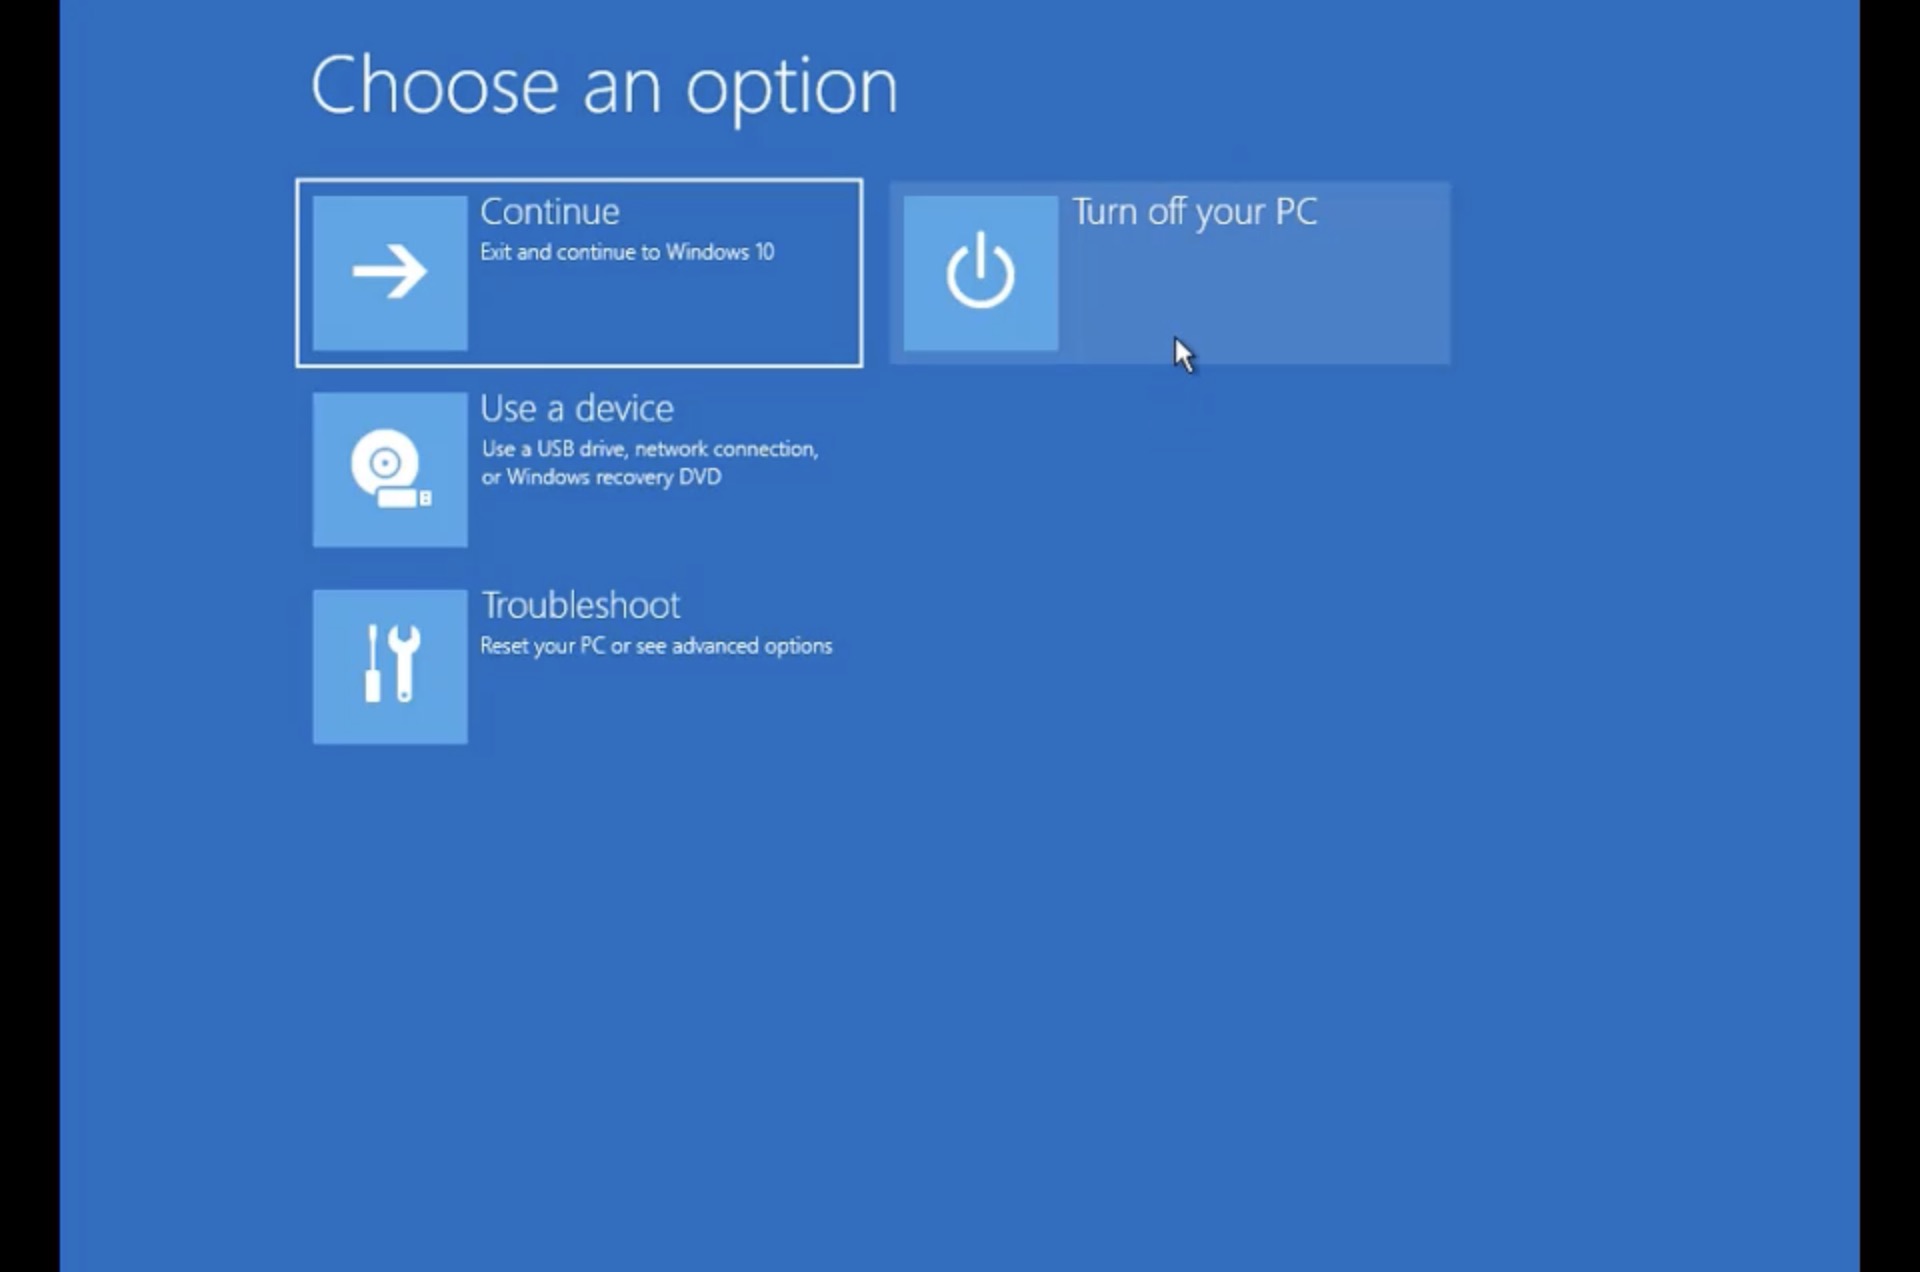 Choose an option
Continue
Exit and continue to Windows 10
Turn off your PC
Use a device
Use a USB drive, network connection,
or Windows recovery DVD
Troubleshoot
Reset your PC or see advanced options